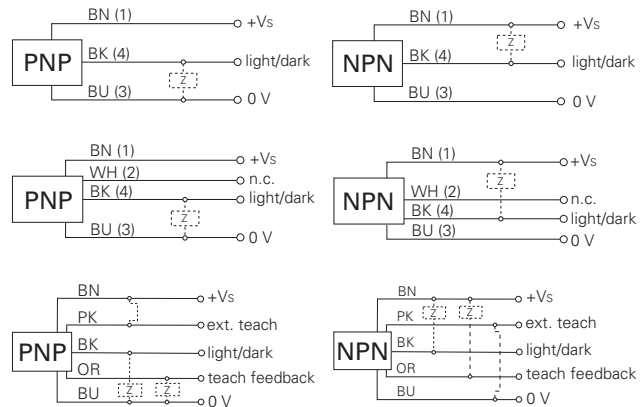 BN (1)
+Vs
PNP
BK (4)
light/dark
Z
BU (3)
0 V
BN (1)
+Vs
Z
NPN
BK (4)
light/dark
BU (3)
0 V
BN (1)
+Vs
WH (2)
n.c.
PNP
BK (4)
light/dark
Z
BU (3)
0 V
BN (1)
+Vs
Z
NPN
WH (2)
n.c.
BK (4)
light/dark
BU (3)
0 V
BN
+Vs
PK
ext. teach
PNP
BK
light/dark
OR
teach feedback
Z Z
BU
0 V
BN
+Vs
Z Z
PK
ext. teach
NPN
BK
light/dark
OR
teach feedback
BU
0 V